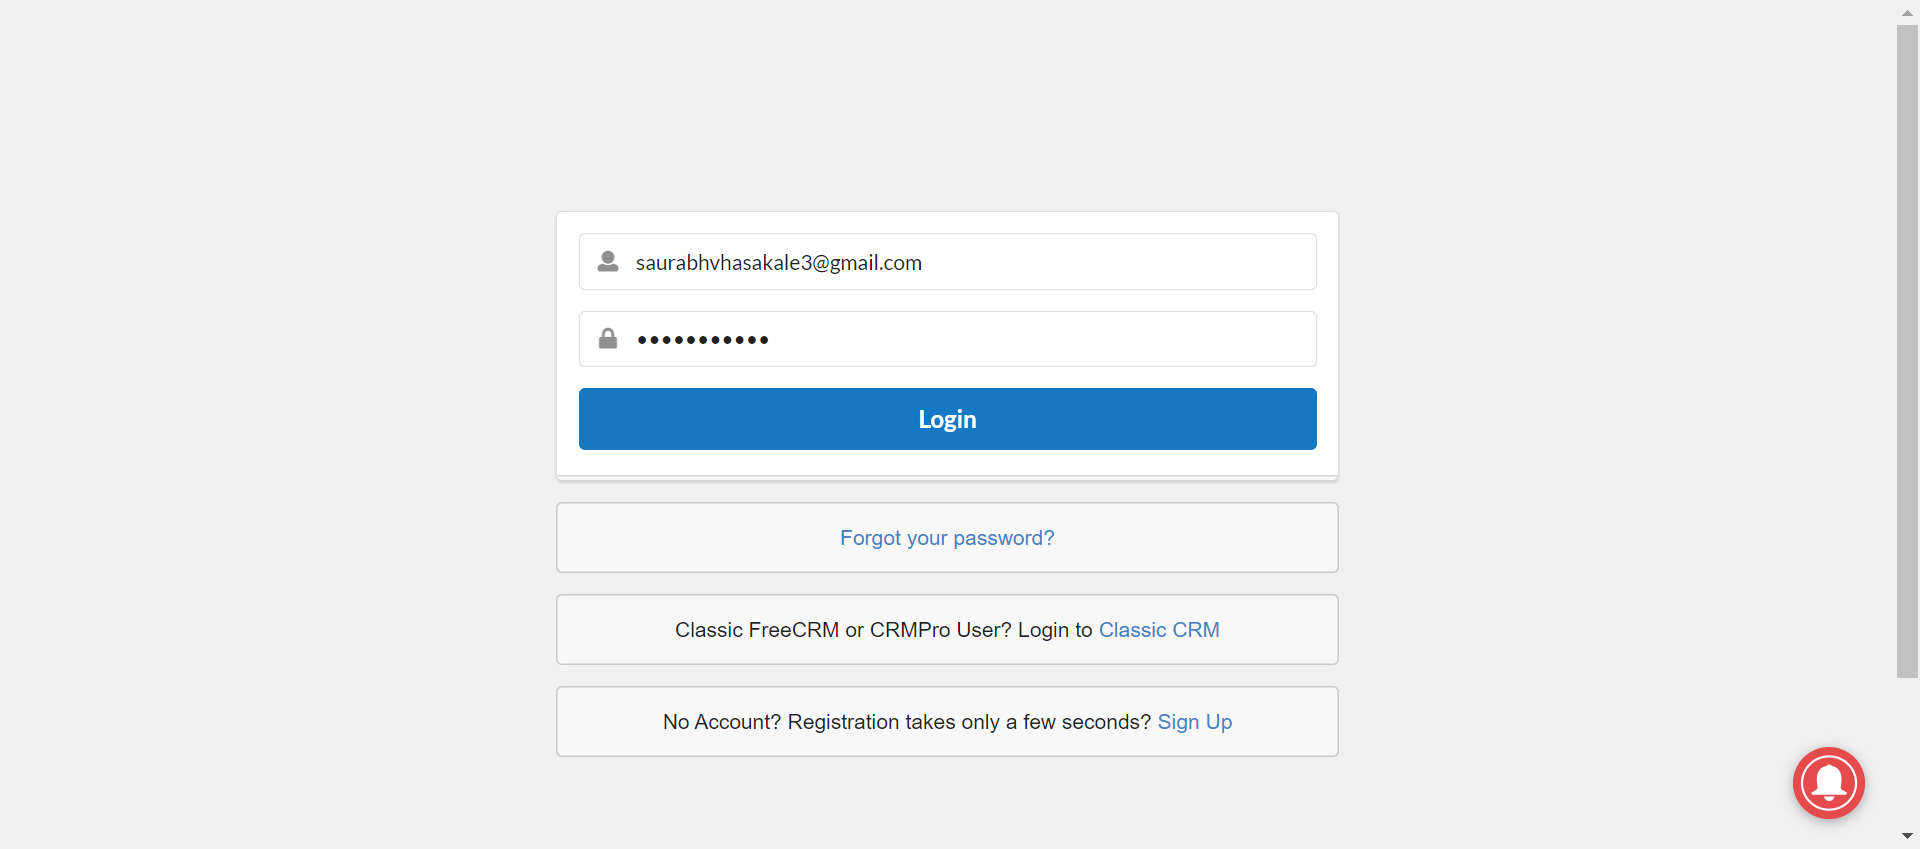 saurabhvhasakale3@gmail.com
•••••••••••
Login
Forgot your password?
Classic FreeCRM or CRMPro User? Login to Classic CRM
No Account? Registration takes only a few seconds? Sign Up